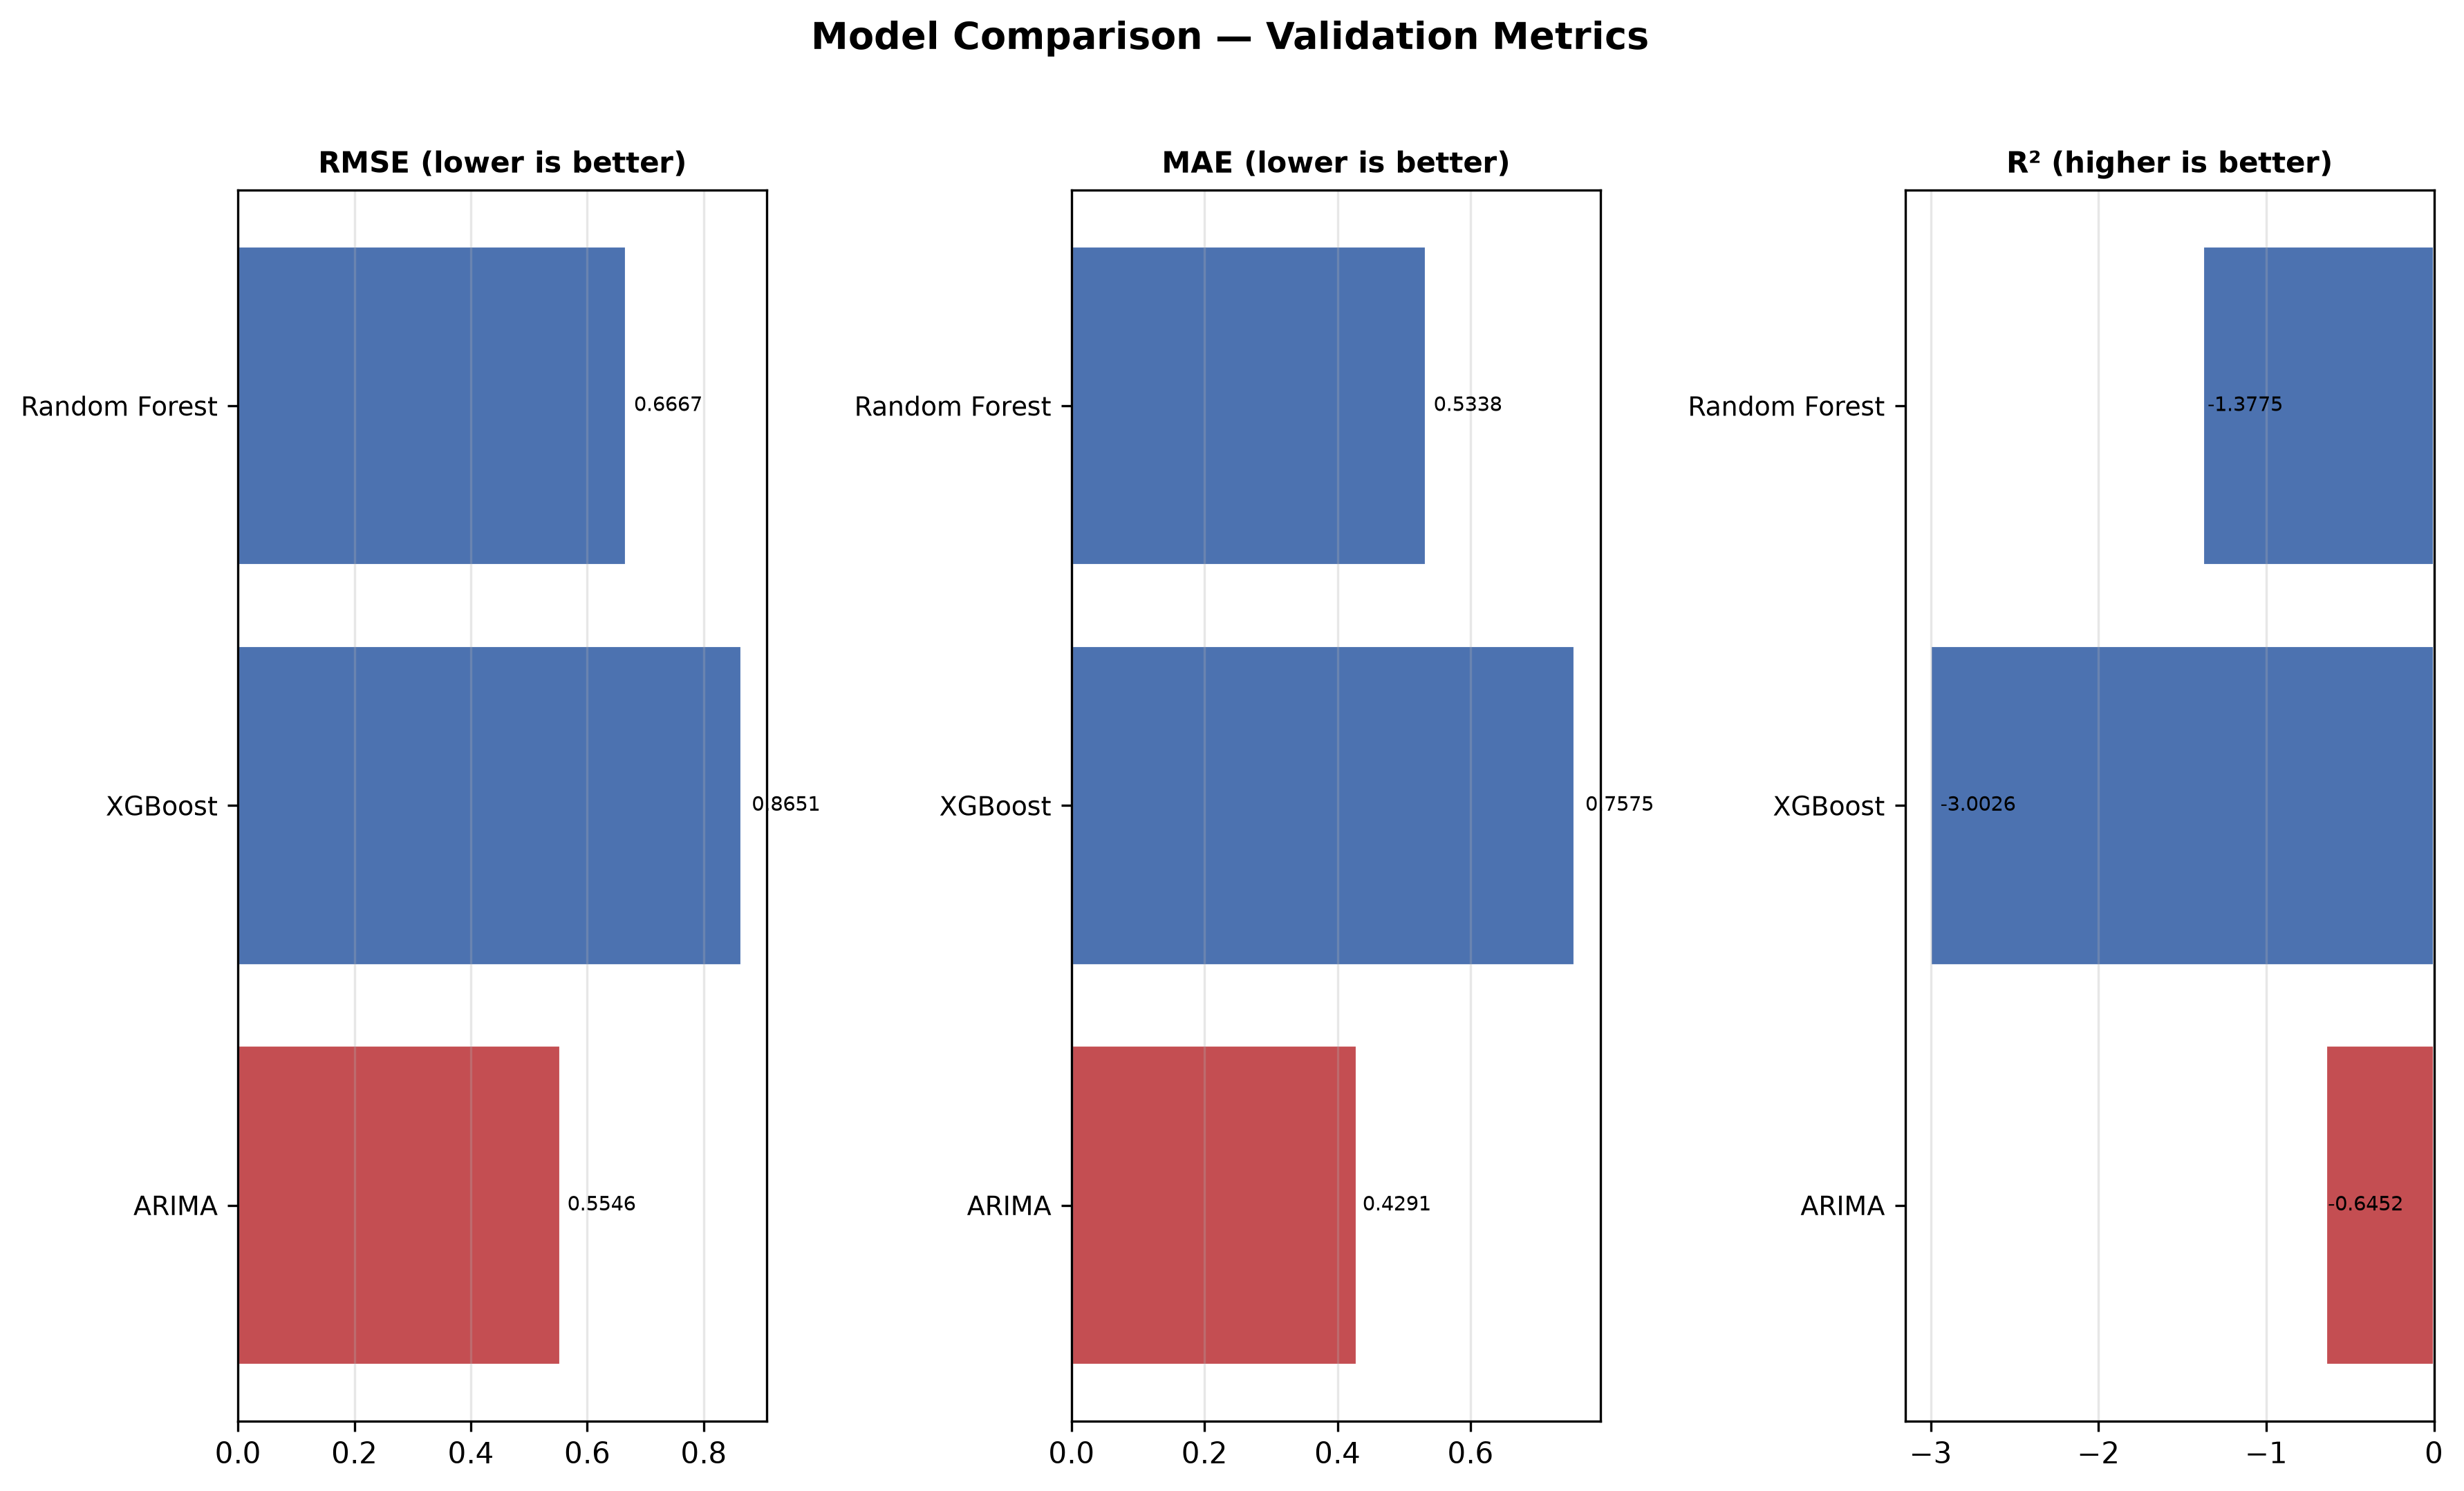 Model Comparison — Validation Metrics
RMSE (lower is better)
Random Forest
0.6667
XGBoost
0.8651
ARIMA
0.5546
0.0 0.2 0.4 0.6 0.8
MAE (lower is better)
Random Forest
0.5338
XGBoost
0.7575
ARIMA
0.4291
0.0 0.2 0.4 0.6
R² (higher is better)
Random Forest
-1.3775
XGBoost
-3.0026
ARIMA
-0.6452
−3 −2 −1 0